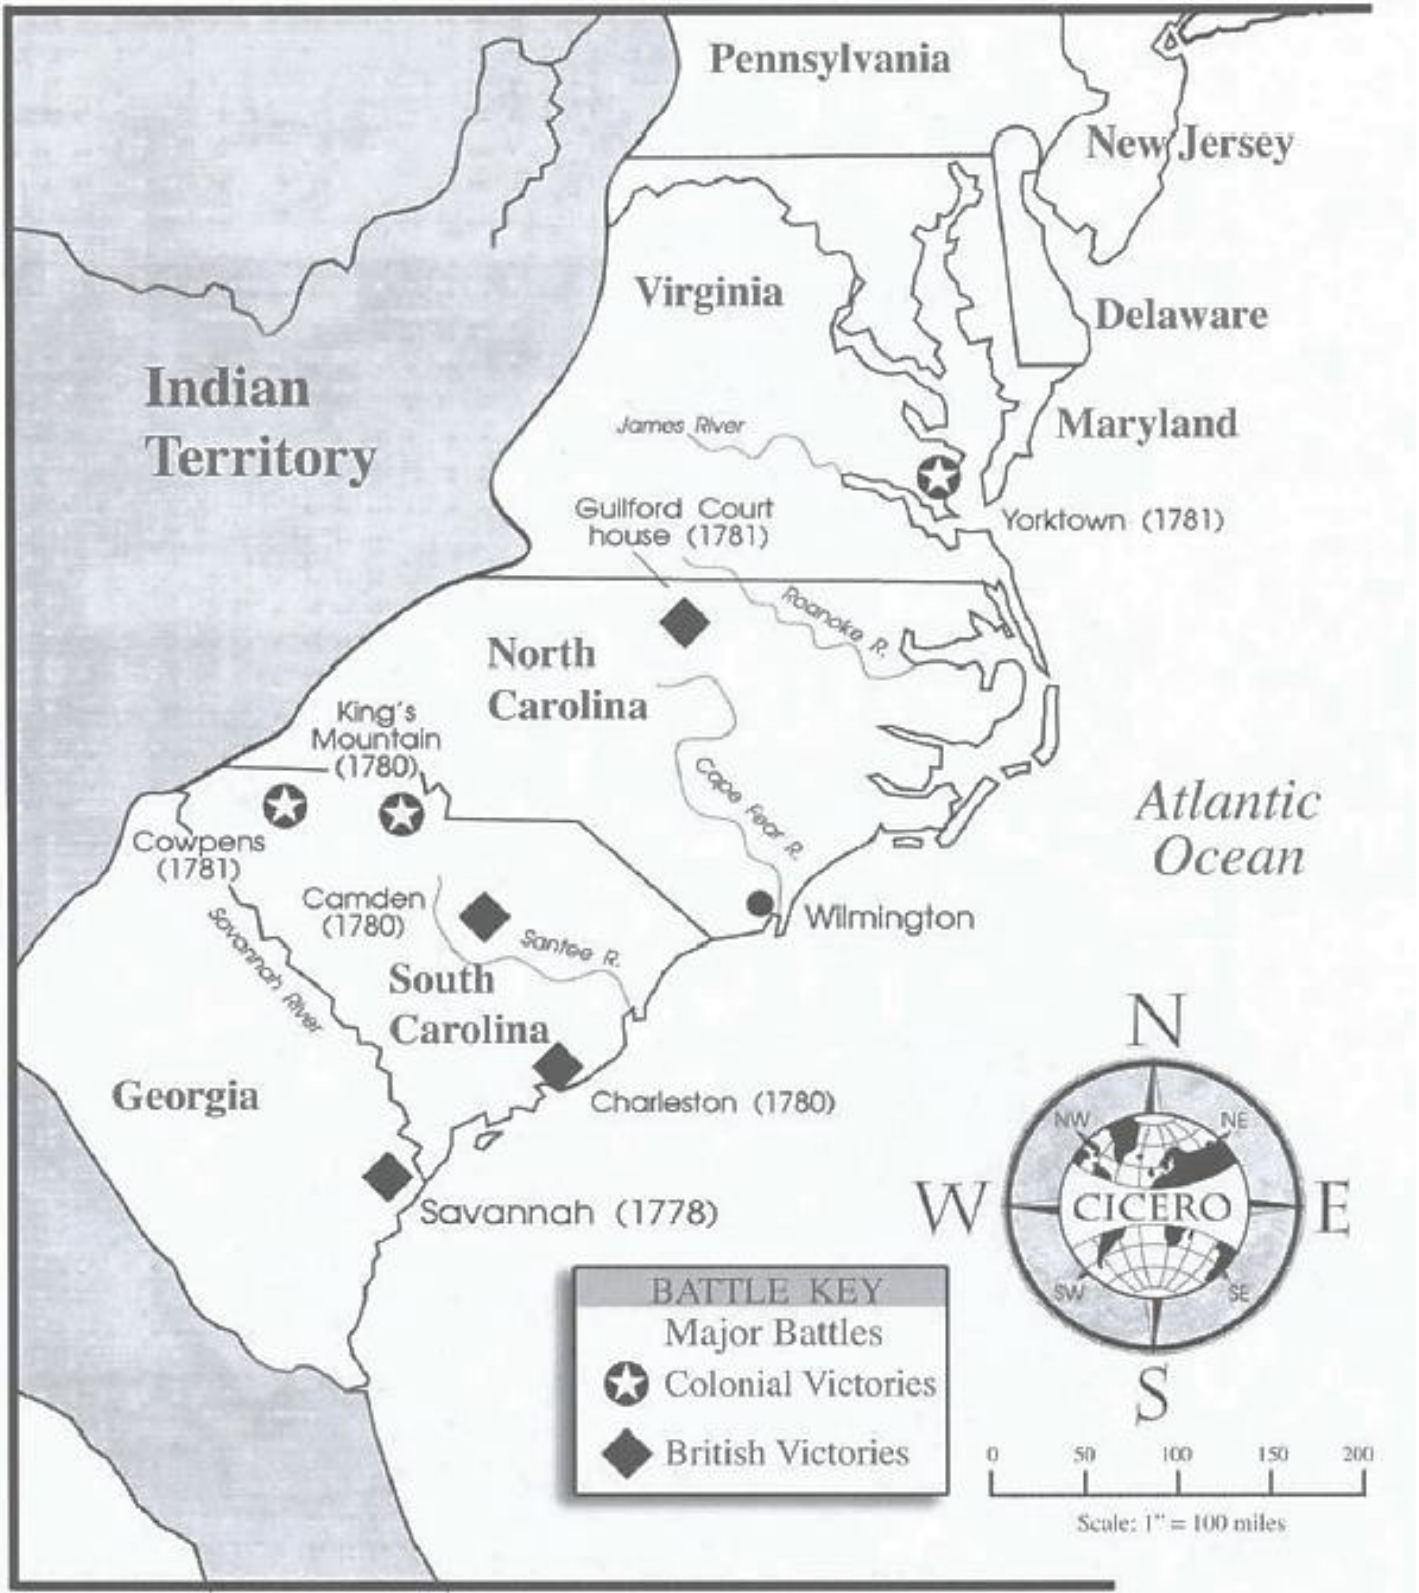 Pennsylvania
New Jersey
Virginia
Delaware
Indian
Territory
Maryland
James River
Guilford Court
house (1781)
Yorktown (1781)
Roanoke R.
North
Carolina
King's
Mountain
(1780)
Cape Fear R.
Atlantic
Ocean
Cowpens
(1781)
Camden
(1780)
Wilmington
Savannah River
Santee R.
South
Carolina
Georgia
Charleston (1780)
Savannah (1778)
N
NW
NE
W
CICERO
E
SW
SE
S
BATTLE KEY
Major Battles
Colonial Victories
British Victories
0 50 100 150 200
Scale: 1" = 100 miles